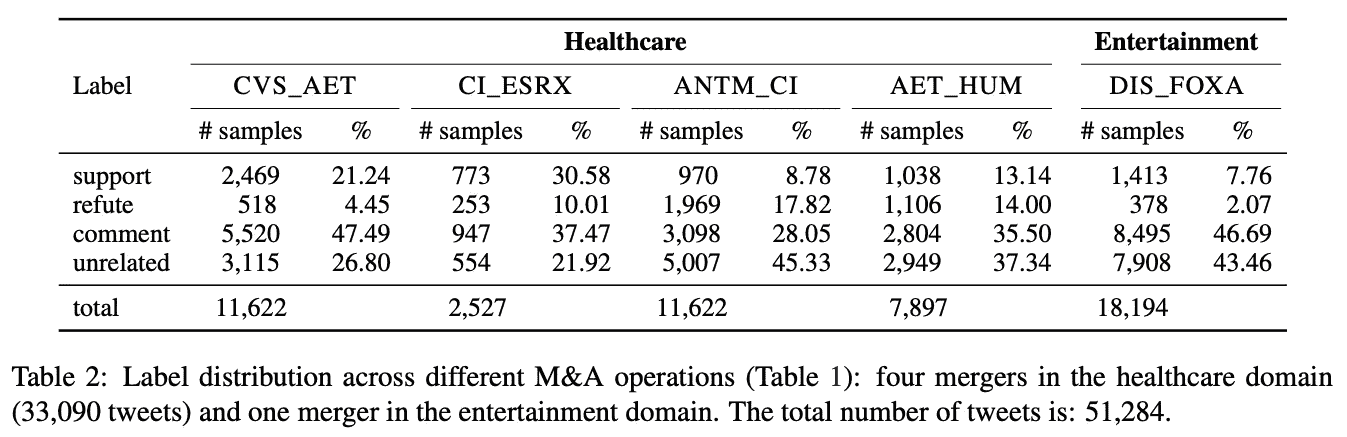 Healthcare Entertainment
Label CVS_AET CI_ESRX ANTM_CI AET_HUM DIS_FOXA
# samples % # samples % # samples % # samples % # samples %
support 2,469 21.24 773 30.58 970 8.78 1,038 13.14 1,413 7.76
refute 518 4.45 253 10.01 1,969 17.82 1,106 14.00 378 2.07
comment 5,520 47.49 947 37.47 3,098 28.05 2,804 35.50 8,495 46.69
unrelated 3,115 26.80 554 21.92 5,007 45.33 2,949 37.34 7,908 43.46
total 11,622 2,527 11,622 7,897 18,194
Table 2: Label distribution across different M&A operations (Table 1): four mergers in the healthcare domain
(33,090 tweets) and one merger in the entertainment domain. The total number of tweets is: 51,284.